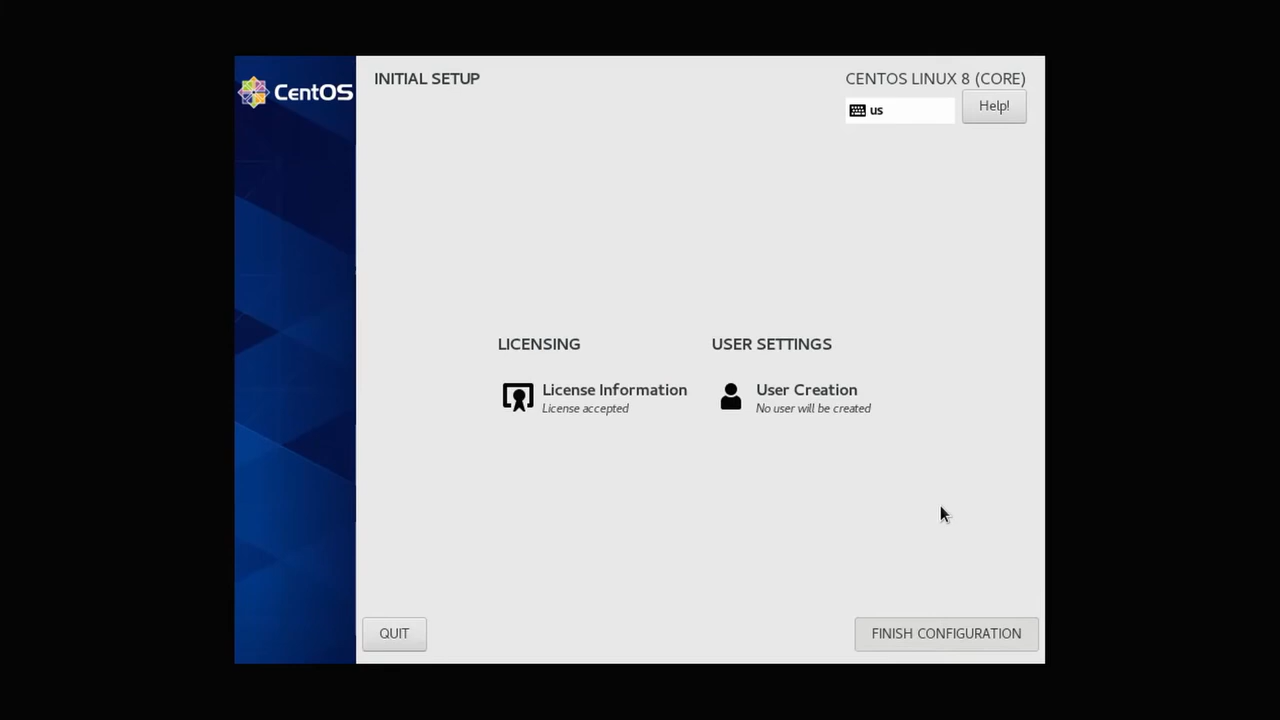 CentOS
INITIAL SETUP
CENTOS LINUX 8 (CORE)
us
Help!
LICENSING
USER SETTINGS
License Information
License accepted
User Creation
No user will be created
QUIT
FINISH CONFIGURATION